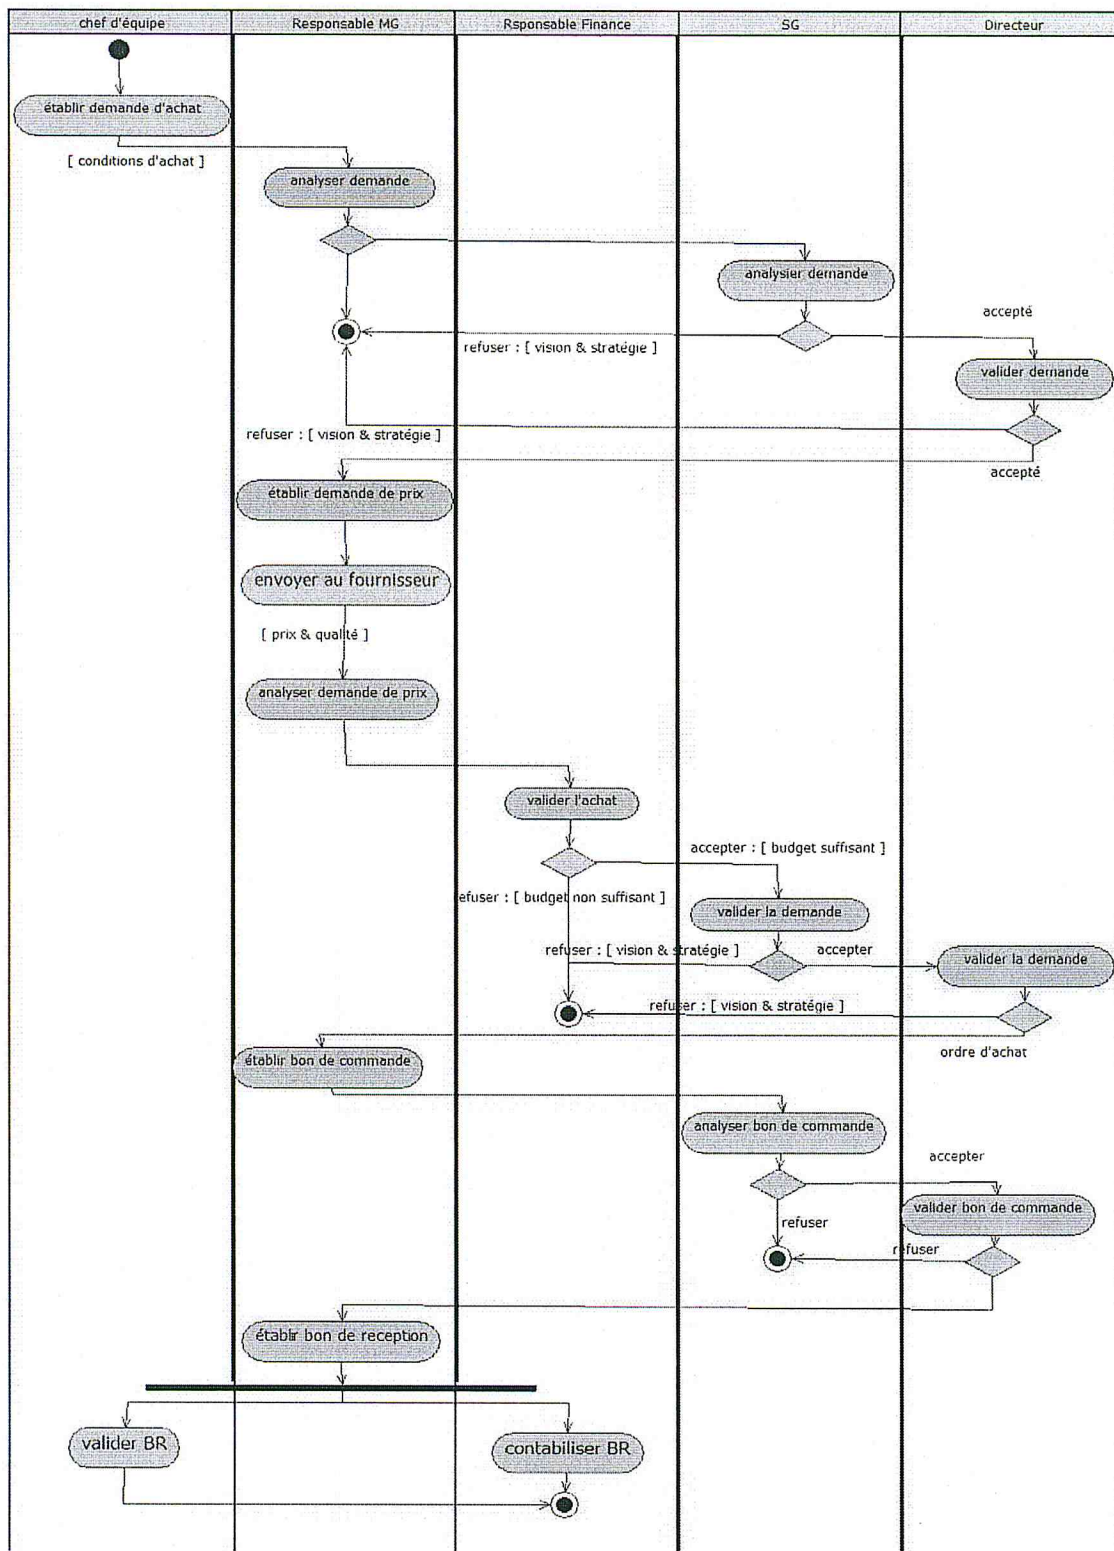 chef d'équipe
Responsable MG
Rsponsable Finance
SG
Directeur
établir demande d'achat
[ conditions d'achat ]
analyser demande
analysier demande
accepté
refuser : [ vision & stratégie ]
valider demande
refuser : [ vision & stratégie ]
accepté
établir demande de prix
envoyer au fournisseur
[ prix & qualité ]
analyser demande de prix
valider l'achat
accepter : [ budget suffisant ]
efuser : [ budget non suffisant ]
valider la demande
refuser : [ vision & stratégie ]
accepter
valider la demande
refuser : [ vision & stratégie ]
ordre d'achat
établir bon de commande
analyser bon de commande
accepter
valider bon de commande
refuser
refuser
établir bon de reception
valider BR
contabiliser BR